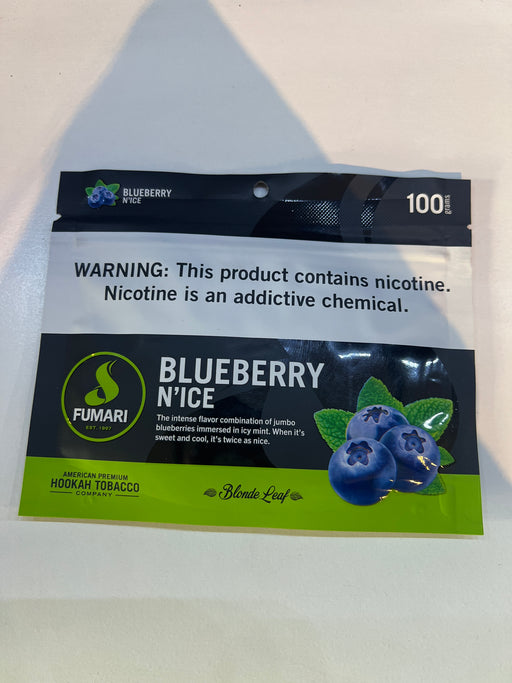 BLUEBERRY
N'ICE
100 grams
WARNING: This product contains nicotine.
Nicotine is an addictive chemical.
FUMARI
EST. 1997
BLUEBERRY
N'ICE
The intense flavor combination of jumbo
blueberries immersed in icy mint. When it's
sweet and cool, it's twice as nice.
AMERICAN PREMIUM
HOOKAH TOBACCO
COMPANY
Blonde Leaf